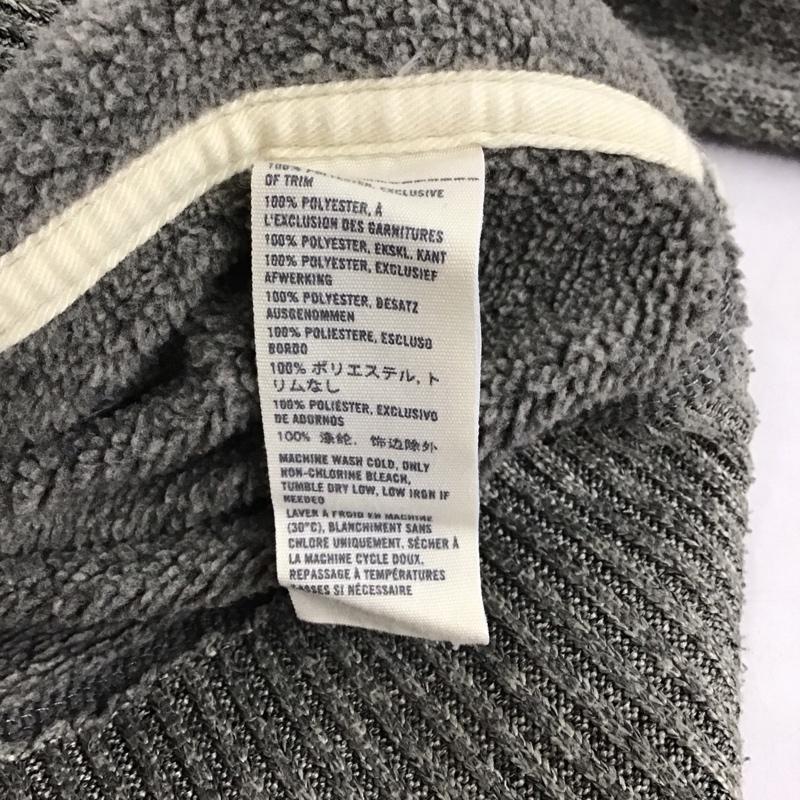 100% POLYESTER, EXCLUSIVE
OF TRIM
100% POLYESTER, À
L'EXCLUSION DES GARNITURES
100% POLYESTER, EKSKL. KANT
100% POLYESTER, EXCLUSIEF
AFWERKING
100% POLYESTER, BESATZ
AUSGENOMMEN
100% POLIESTERE, ESCLUSO
BORDO
100% ポリエステル,ト
リムなし
100% POLIÉSTER, EXCLUSIVO
DE ADORNOS
100% 涤纶, 饰边除外
MACHINE WASH COLD, ONLY
NON-CHLORINE BLEACH,
TUMBLE DRY LOW, LOW IRON IF
NEEDED
LAVER À FROID EN MACHINE
(30°C), BLANCHIMENT SANS
CHLORE UNIQUEMENT, SÉCHER À
LA MACHINE CYCLE DOUX,
REPASSAGE À TEMPÉRATURES
BASSES SI NÉCESSAIRE